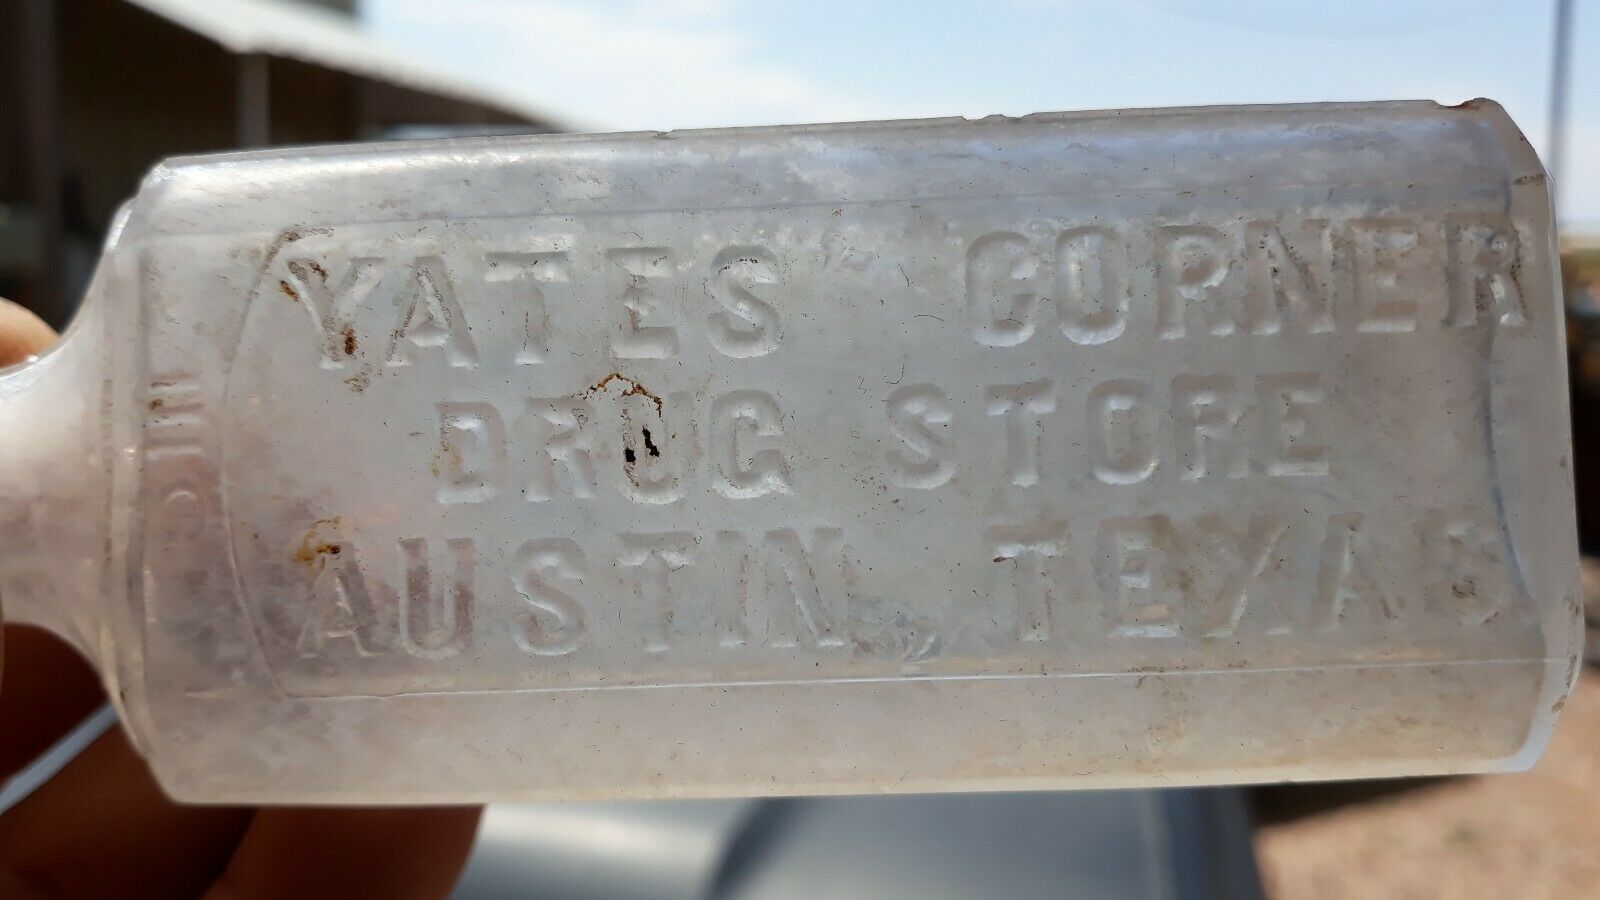 YATES' CORNER
DRUG STORE
AUSTIN, TEXAS